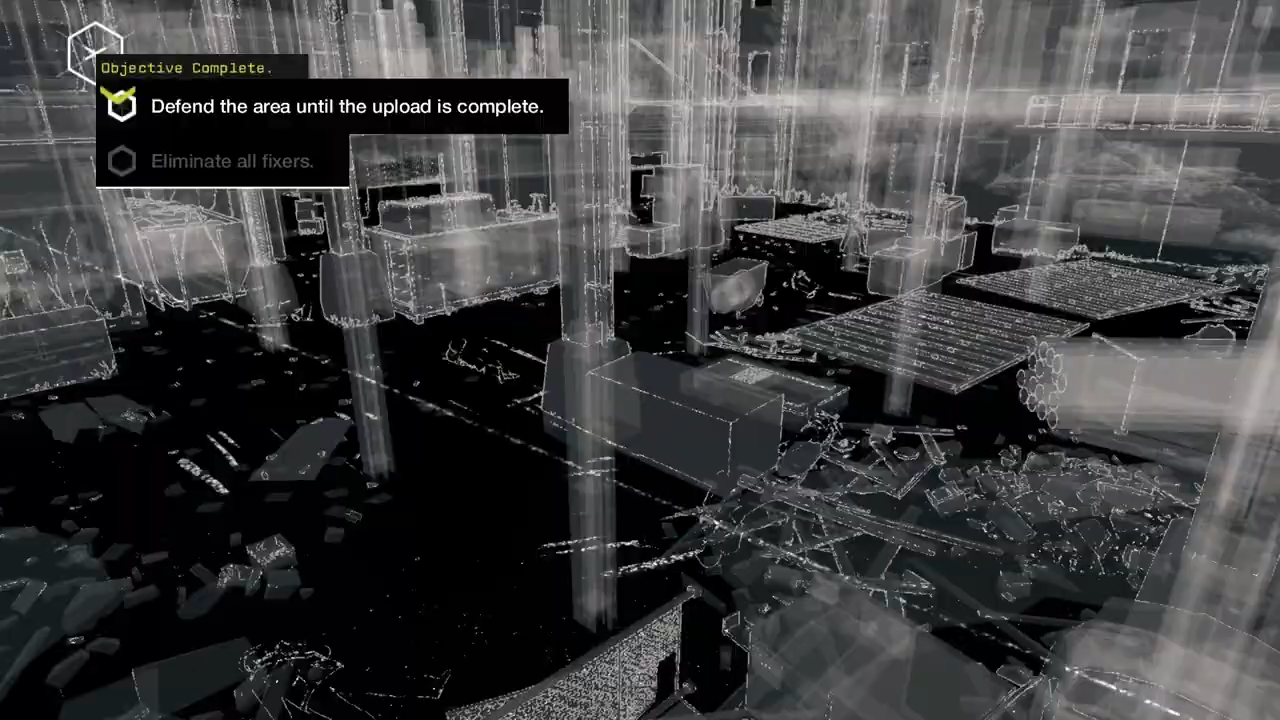 Objective Complete.
Defend the area until the upload is complete.
Eliminate all fixers.